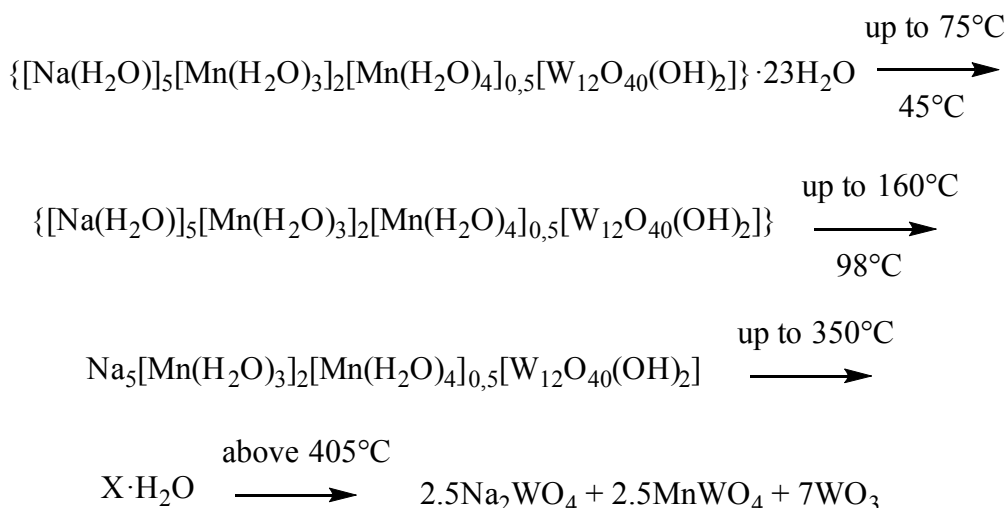 up to 75°C
{[Na(H₂O)]₅[Mn(H₂O)₃]₂[Mn(H₂O)₄]₀,₅[W₁₂O₄₀(OH)₂]}·23H₂O
45°C
up to 160°C
{[Na(H₂O)]₅[Mn(H₂O)₃]₂[Mn(H₂O)₄]₀,₅[W₁₂O₄₀(OH)₂]}
98°C
up to 350°C
Na₅[Mn(H₂O)₃]₂[Mn(H₂O)₄]₀,₅[W₁₂O₄₀(OH)₂]
above 405°C
X·H₂O 2.5Na₂WO₄ + 2.5MnWO₄ + 7WO₃